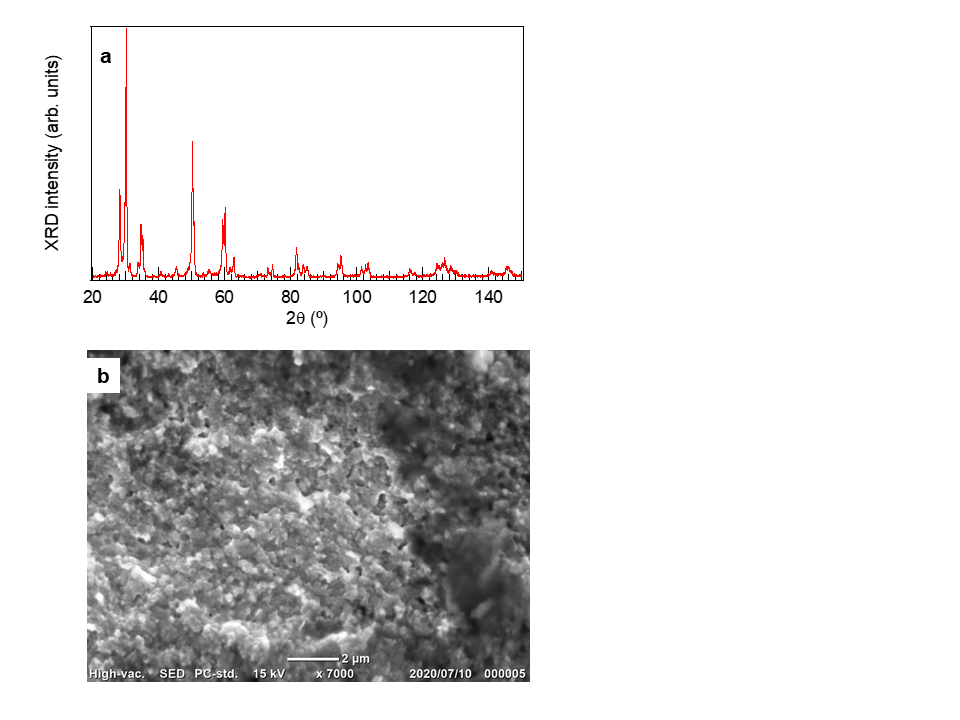 a
XRD intensity (arb. units)
20 40 60 80 100 120 140
2θ (º)
b
2 µm
High-vac. SED PC-std. 15 kV x 7000 2020/07/10 000005